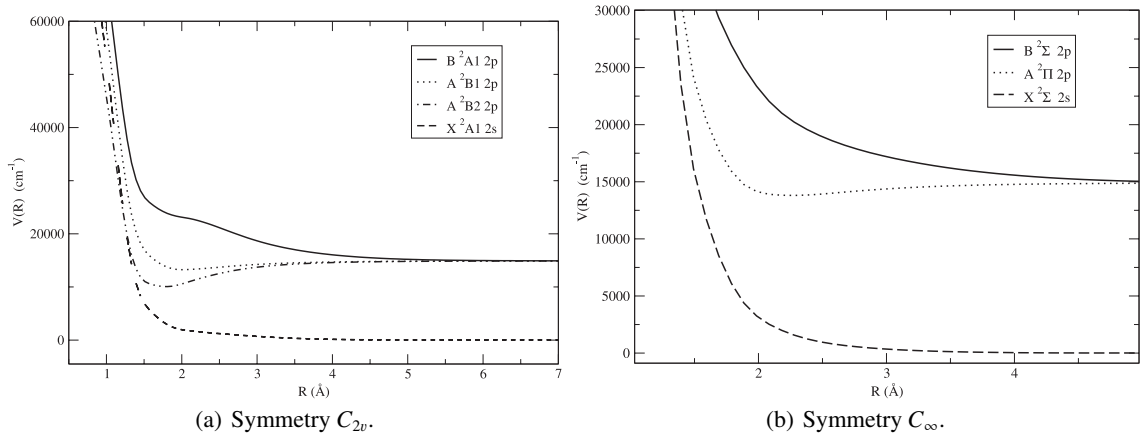 60000
40000
20000
0
V(R) (cm⁻¹)
B ²A1 2p
A ²B1 2p
A ²B2 2p
X ²A1 2s
1 2 3 4 5 6 7
R (Å)
(a) Symmetry C₂ᵥ.
30000
25000
20000
15000
10000
5000
0
V(R) (cm⁻¹)
B ²Σ 2p
A ²Π 2p
X ²Σ 2s
2 3 4
R (Å)
(b) Symmetry C∞.